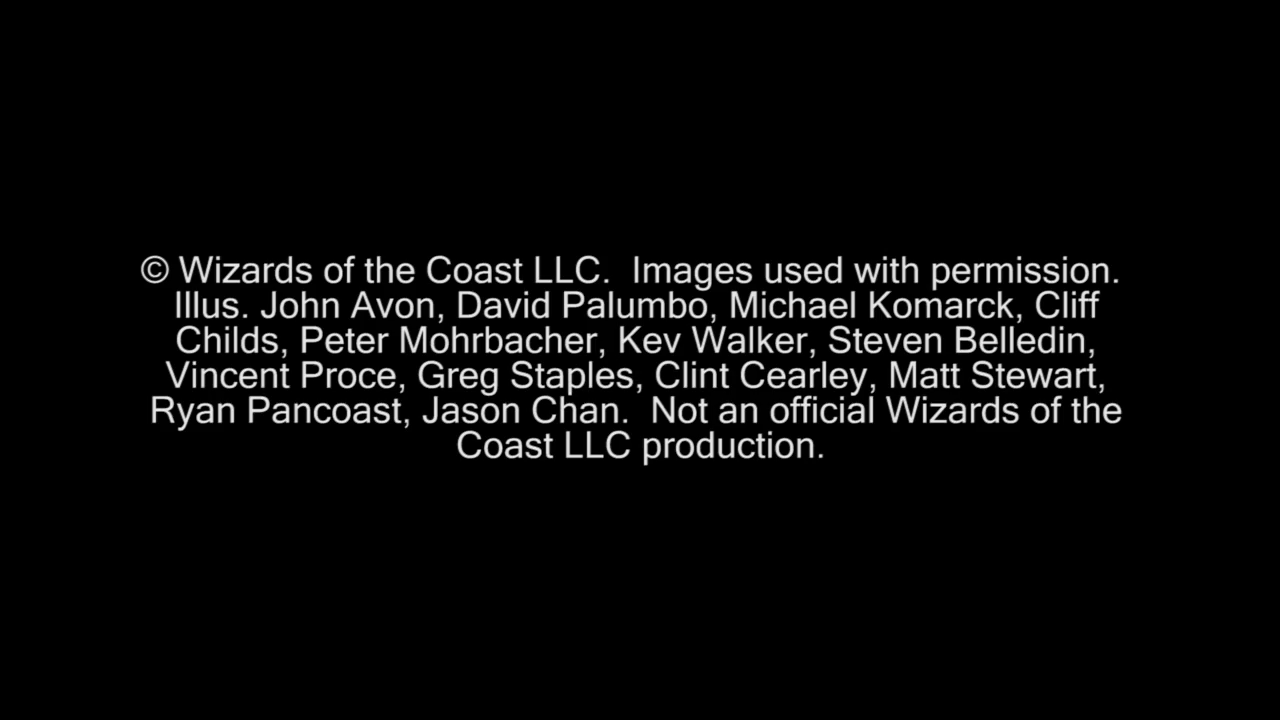 © Wizards of the Coast LLC.  Images used with permission.
Illus. John Avon, David Palumbo, Michael Komarck, Cliff
Childs, Peter Mohrbacher, Kev Walker, Steven Belledin,
Vincent Proce, Greg Staples, Clint Cearley, Matt Stewart,
Ryan Pancoast, Jason Chan.  Not an official Wizards of the
Coast LLC production.